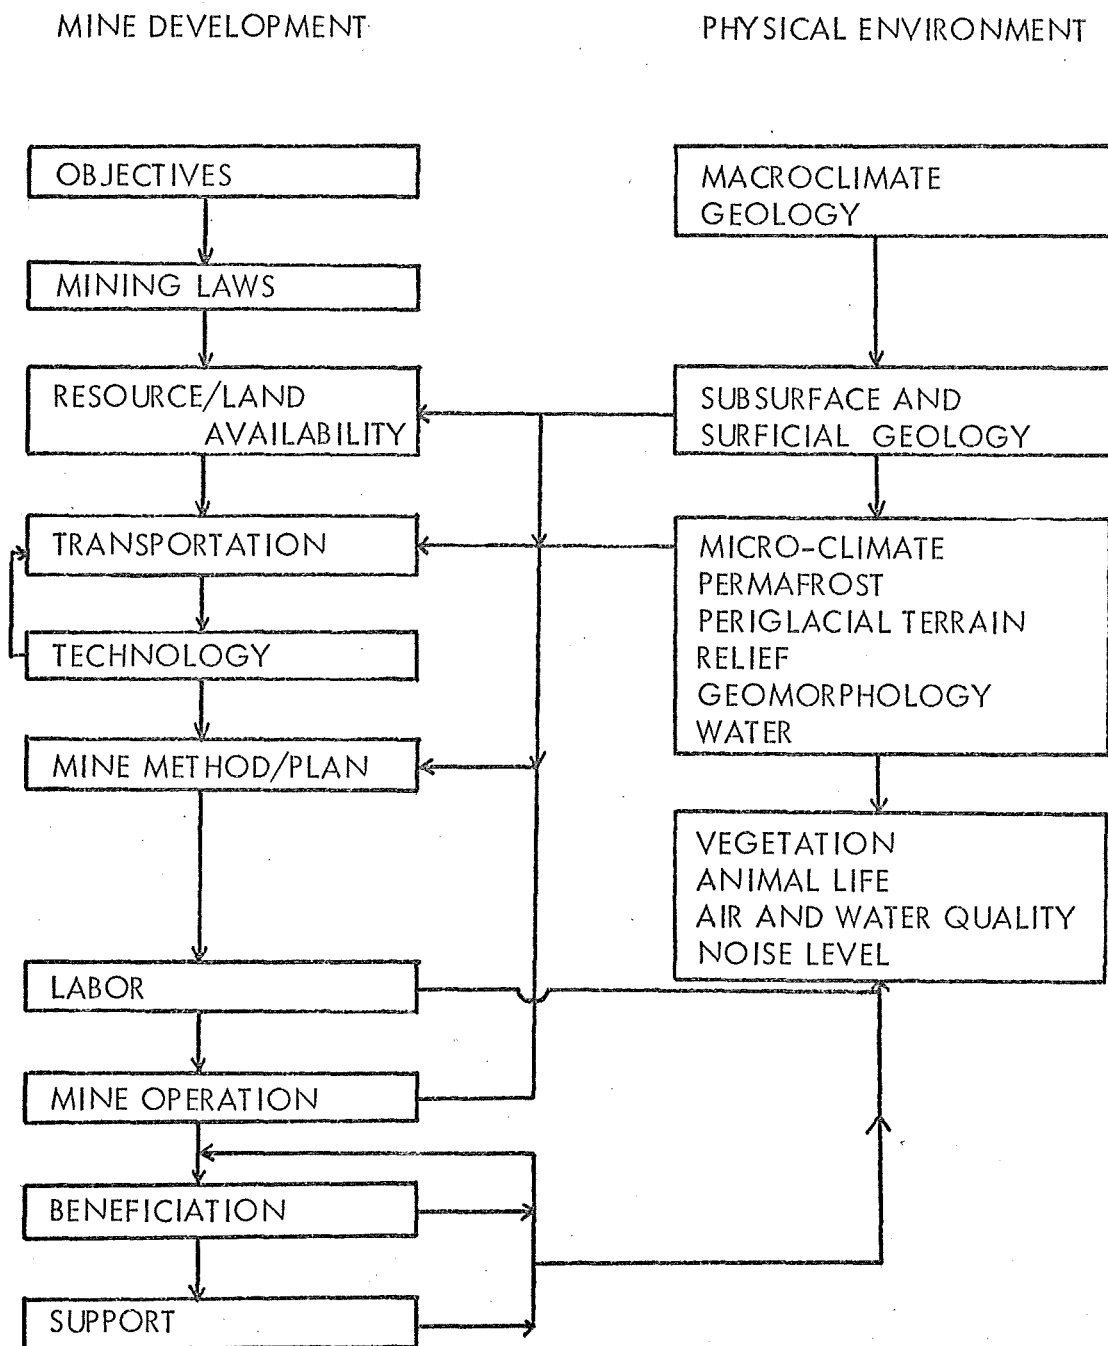 MINE DEVELOPMENT
PHYSICAL ENVIRONMENT
OBJECTIVES
MINING LAWS
RESOURCE/LAND
AVAILABILITY
TRANSPORTATION
TECHNOLOGY
MINE METHOD/PLAN
LABOR
MINE OPERATION
BENEFICIATION
SUPPORT
MACROCLIMATE
GEOLOGY
SUBSURFACE AND
SURFICIAL GEOLOGY
MICRO-CLIMATE
PERMAFROST
PERIGLACIAL TERRAIN
RELIEF
GEOMORPHOLOGY
WATER
VEGETATION
ANIMAL LIFE
AIR AND WATER QUALITY
NOISE LEVEL